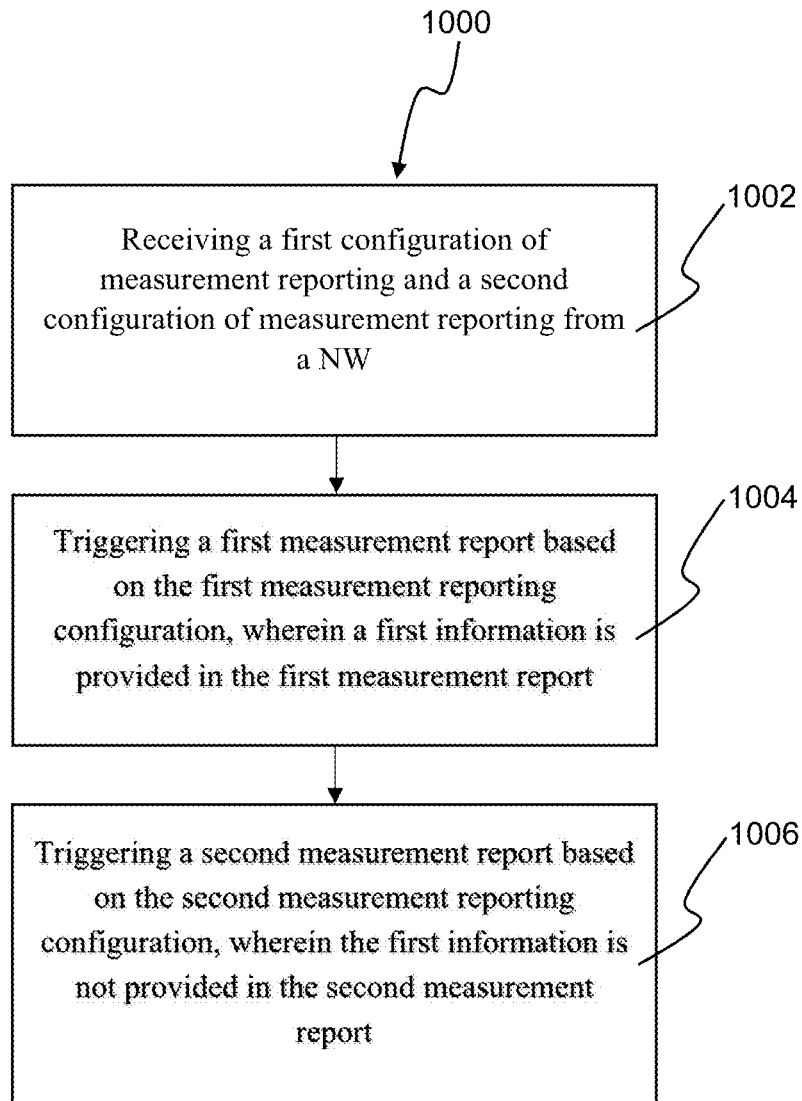 1000
1002
Receiving a first configuration of
measurement reporting and a second
configuration of measurement reporting from
a NW
1004
Triggering a first measurement report based
on the first measurement reporting
configuration, wherein a first information is
provided in the first measurement report
1006
Triggering a second measurement report based
on the second measurement reporting
configuration, wherein the first information is
not provided in the second measurement
report